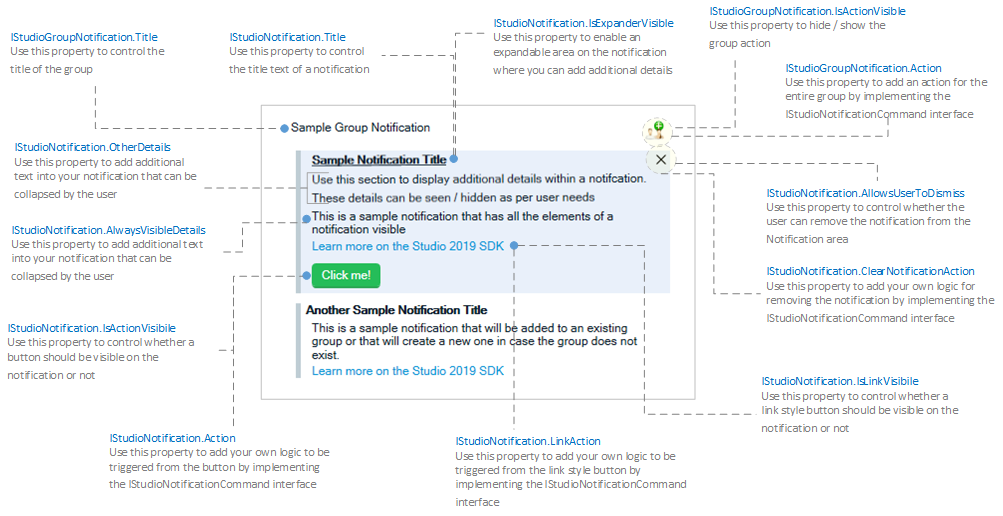 IStudioGroupNotification.Title
Use this property to control the
title of the group
IStudioNotification.Title
Use this property to control
the title text of a notification
IStudioNotification.IsExpanderVisible
Use this property to enable an
expandable area on the notification
where you can add additional details
IStudioGroupNotification.IsActionVisible
Use this property to hide / show the
group action
IStudioGroupNotification.Action
Use this property to add an action for the
entire group by implementing the
IStudioNotificationCommand interface
IStudioNotification.OtherDetails
Use this property to add additional
text into your notification that can be
collapsed by the user
IStudioNotification.AlwaysVisibleDetails
Use this property to add additional text
into your notification that can be
collapsed by the user
IStudioNotification.IsActionVisibile
Use this property to control whether a
button should be visible on the
notification or not
Sample Group Notification
Sample Notification Title
Use this section to display additional details within a notifcation.
These details can be seen / hidden as per user needs
This is a sample notification that has all the elements of a
notification visible
Learn more on the Studio 2019 SDK
Click me!
Another Sample Notification Title
This is a sample notification that will be added to an existing
group or that will create a new one in case the group does not
exist.
Learn more on the Studio 2019 SDK
IStudioNotification.AllowsUserToDismiss
Use this property to control whether the
user can remove the notification from the
Notification area
IStudioNotification.ClearNotificationAction
Use this property to add your own logic for
removing the notification by implementing the
IStudioNotificationCommand interface
IStudioNotification.IsLinkVisibile
Use this property to control whether a
link style button should be visible on the
notification or not
IStudioNotification.Action
Use this property to add your own logic to be
triggered from the button by implementing
the IStudioNotificationCommand interface
IStudioNotification.LinkAction
Use this property to add your own logic to be
triggered from the link style button by
implementing the IStudioNotificationCommand
interface